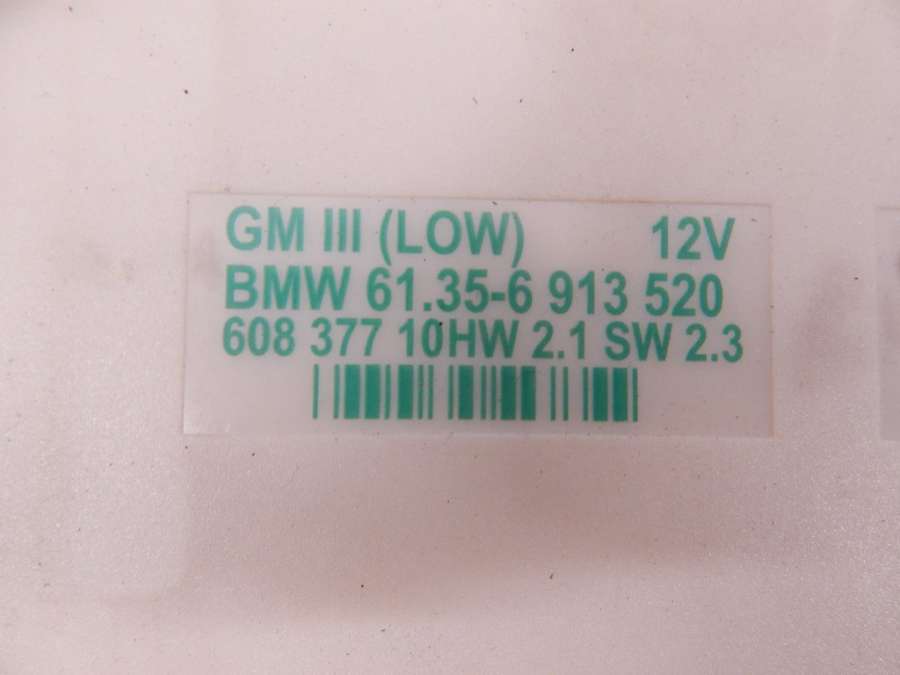 GM III (LOW) 12V
BMW 61.35-6 913 520
608 377 10HW 2.1 SW 2.3